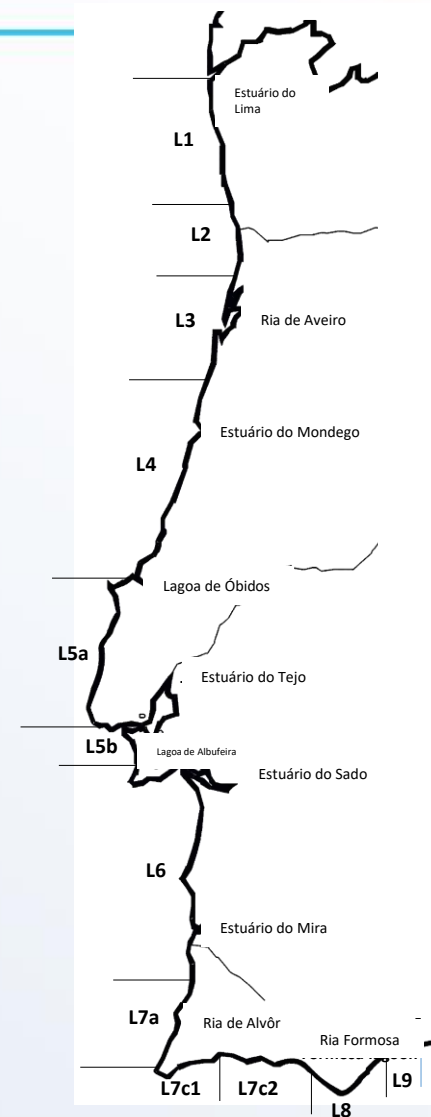 Estuário do
Lima
L1
L2
L3
Ria de Aveiro
Estuário do Mondego
L4
Lagoa de Óbidos
L5a
Estuário do Tejo
L5b
Lagoa de Albufeira
Estuário do Sado
L6
Estuário do Mira
L7a
Ria de Alvôr
Ria Formosa
L7c1
L7c2
L8
L9